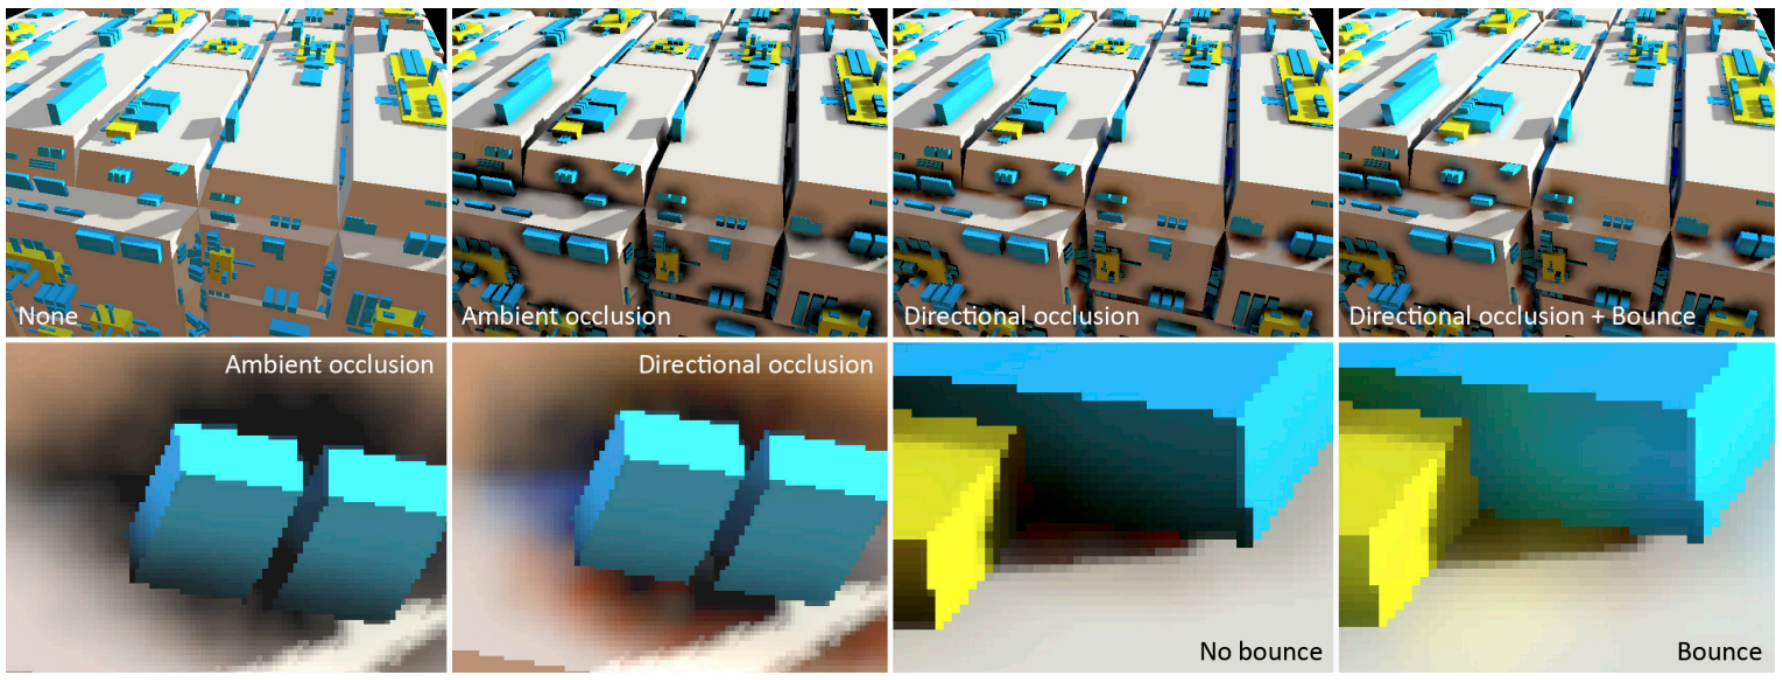 None
Ambient occlusion
Directional occlusion
Directional occlusion + Bounce
Ambient occlusion
Directional occlusion
No bounce
Bounce